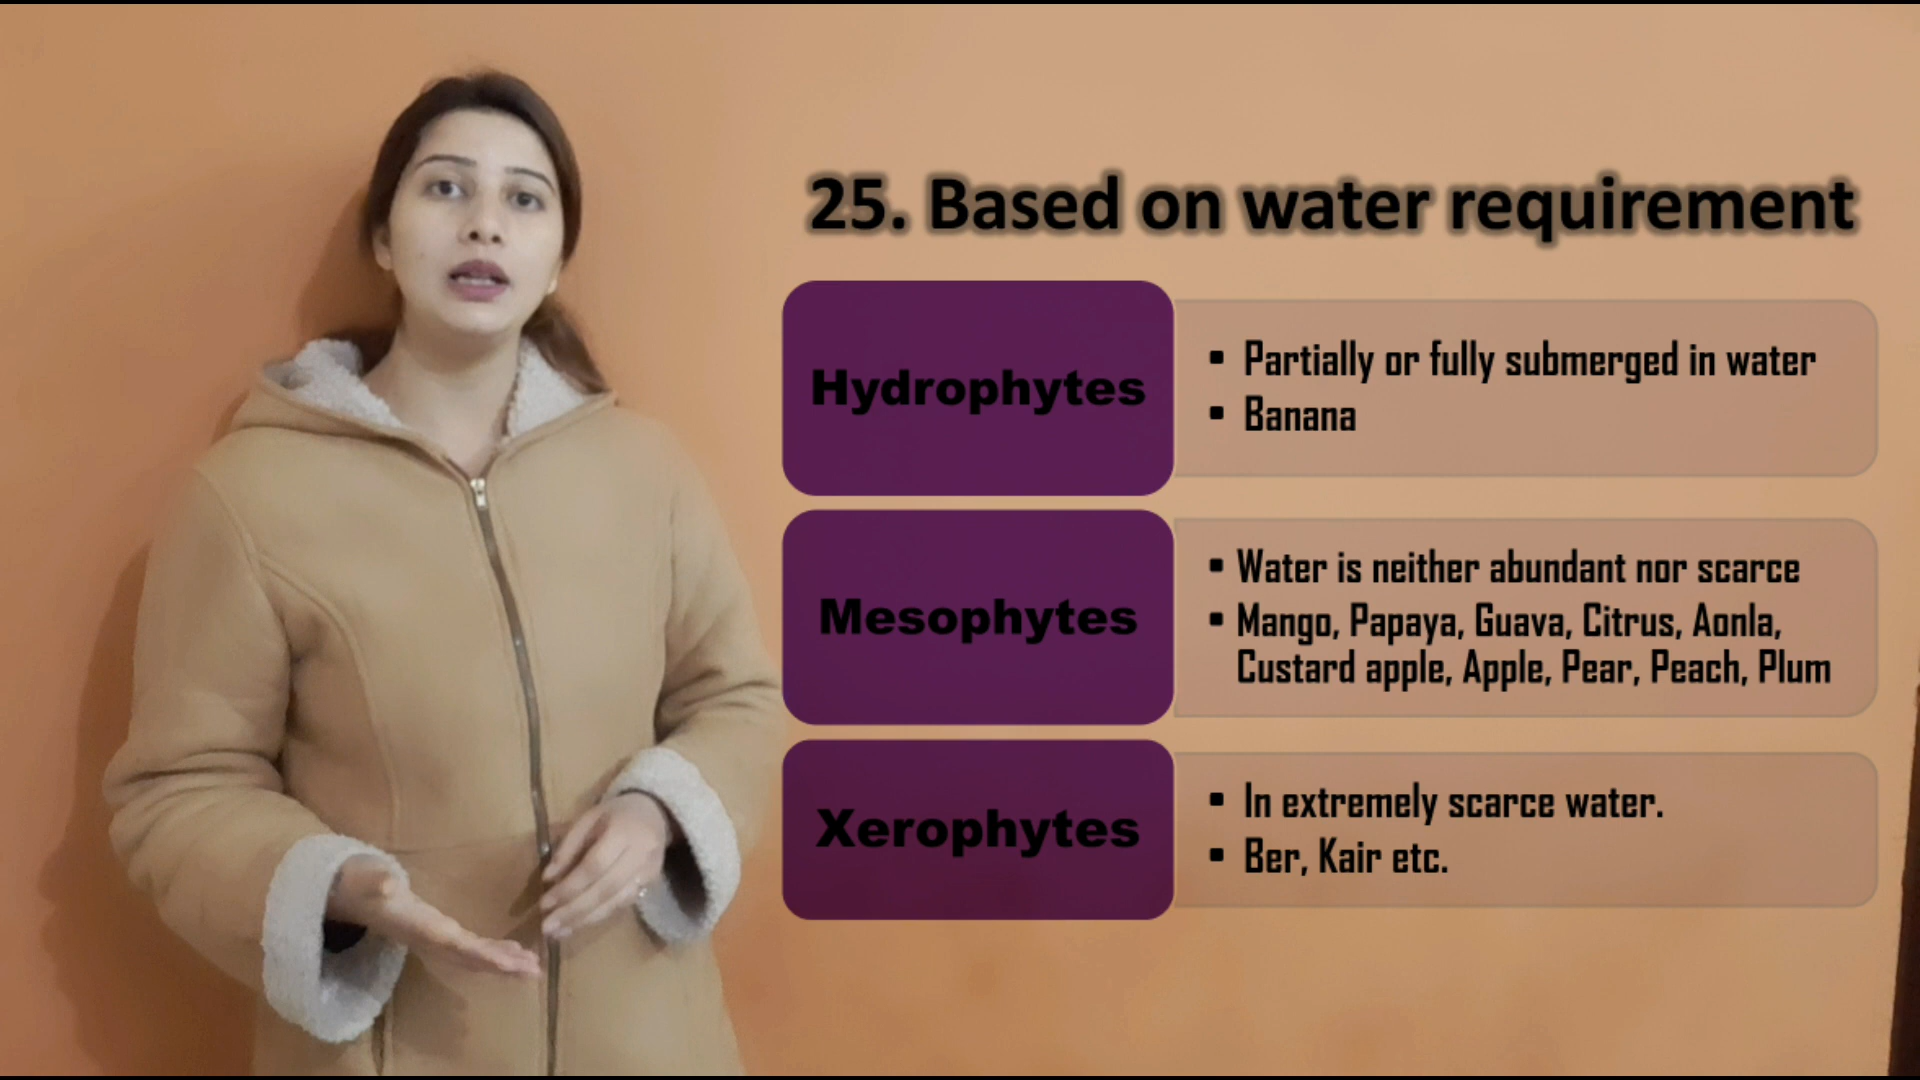 25. Based on water requirement
Hydrophytes
▪ Partially or fully submerged in water
▪ Banana
Mesophytes
▪ Water is neither abundant nor scarce
▪ Mango, Papaya, Guava, Citrus, Aonla,
Custard apple, Apple, Pear, Peach, Plum
Xerophytes
▪ In extremely scarce water.
▪ Ber, Kair etc.